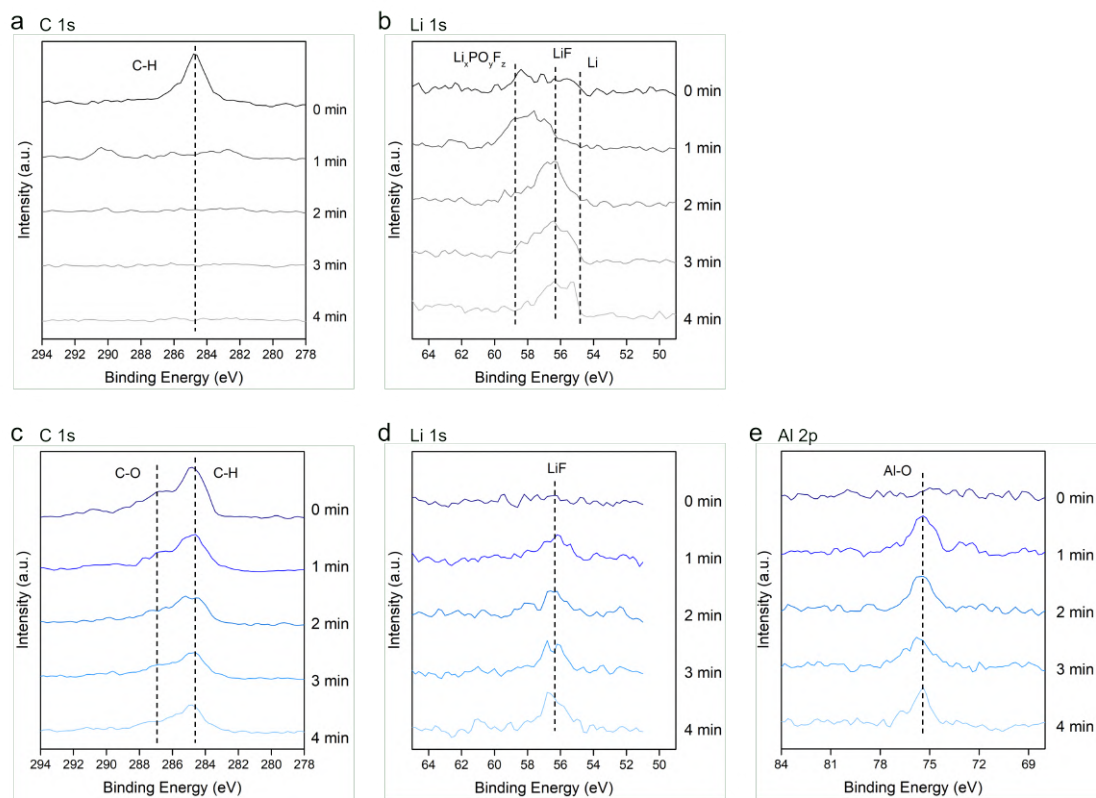 a C 1s
C-H
0 min
1 min
2 min
3 min
4 min
Intensity (a.u.)
294 292 290 288 286 284 282 280 278
Binding Energy (eV)
b Li 1s
LiₓPOᵧF_z LiF Li
0 min
1 min
2 min
3 min
4 min
Intensity (a.u.)
64 62 60 58 56 54 52 50
Binding Energy (eV)
c C 1s
C-O C-H
0 min
1 min
2 min
3 min
4 min
Intensity (a.u.)
294 292 290 288 286 284 282 280 278
Binding Energy (eV)
d Li 1s
LiF
0 min
1 min
2 min
3 min
4 min
Intensity (a.u.)
64 62 60 58 56 54 52 50
Binding Energy (eV)
e Al 2p
Al-O
0 min
1 min
2 min
3 min
4 min
Intensity (a.u.)
84 81 78 75 72 69
Binding Energy (eV)